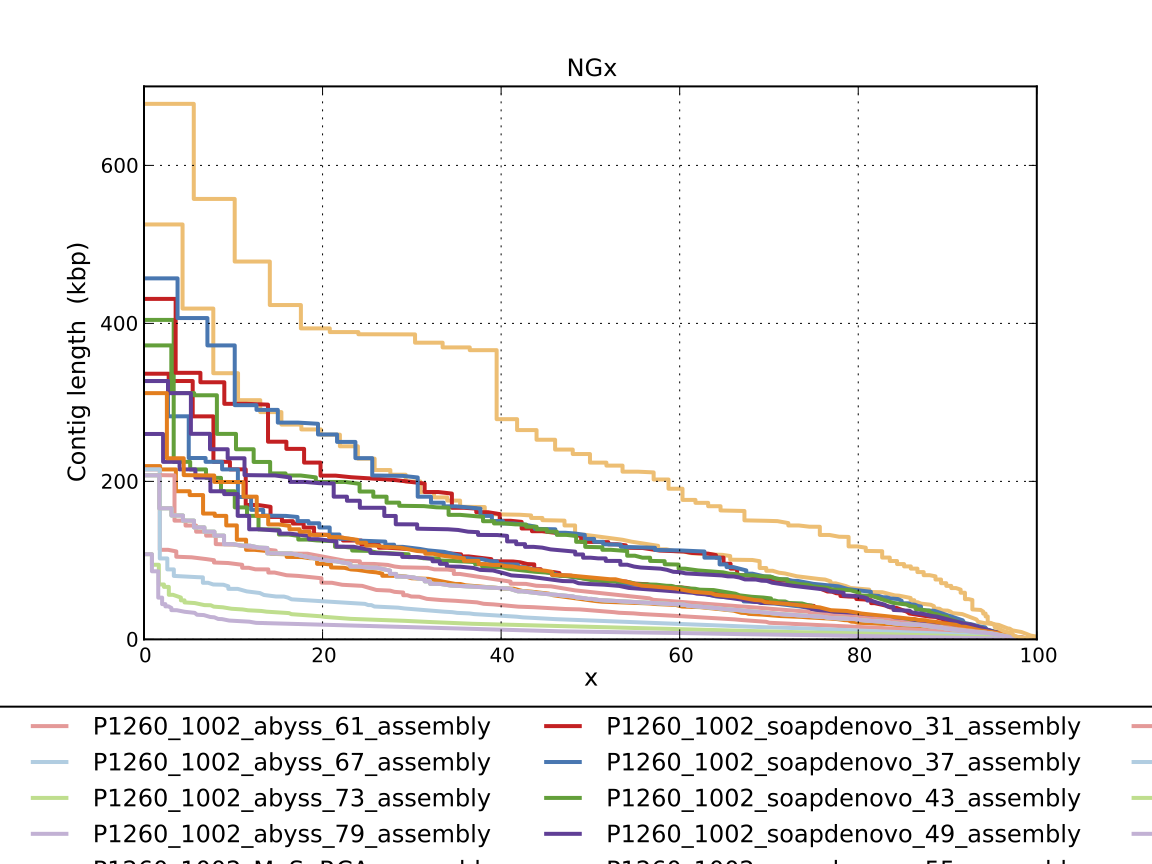 NGx
Contig length (kbp)
600
400
200
0
0 20 40 60 80 100
x
P1260_1002_abyss_61_assembly P1260_1002_soapdenovo_31_assembly
P1260_1002_abyss_67_assembly P1260_1002_soapdenovo_37_assembly
P1260_1002_abyss_73_assembly P1260_1002_soapdenovo_43_assembly
P1260_1002_abyss_79_assembly P1260_1002_soapdenovo_49_assembly